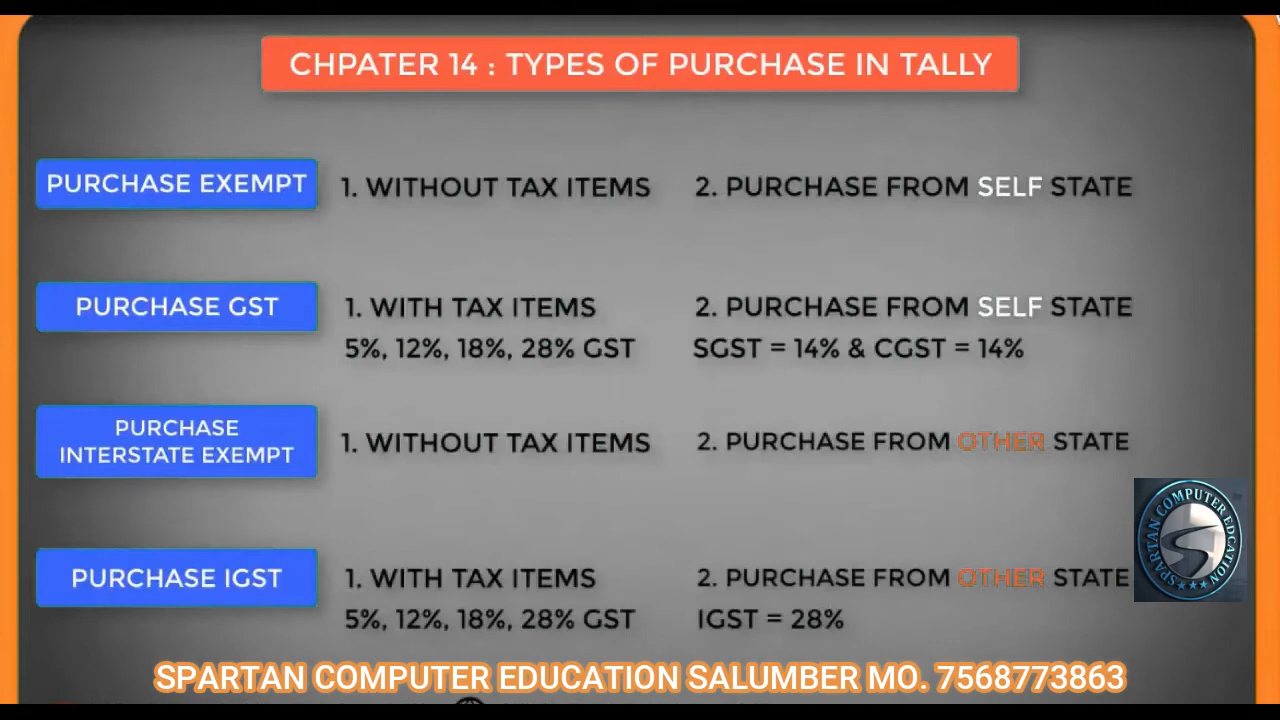 CHPATER 14 : TYPES OF PURCHASE IN TALLY
PURCHASE EXEMPT
1. WITHOUT TAX ITEMS
2. PURCHASE FROM SELF STATE
PURCHASE GST
1. WITH TAX ITEMS
5%, 12%, 18%, 28% GST
2. PURCHASE FROM SELF STATE
SGST = 14% & CGST = 14%
PURCHASE
INTERSTATE EXEMPT
1. WITHOUT TAX ITEMS
2. PURCHASE FROM OTHER STATE
PURCHASE IGST
1. WITH TAX ITEMS
5%, 12%, 18%, 28% GST
2. PURCHASE FROM OTHER STATE
IGST = 28%
SPARTAN COMPUTER EDCATION
SPARTAN COMPUTER EDUCATION SALUMBER MO. 7568773863